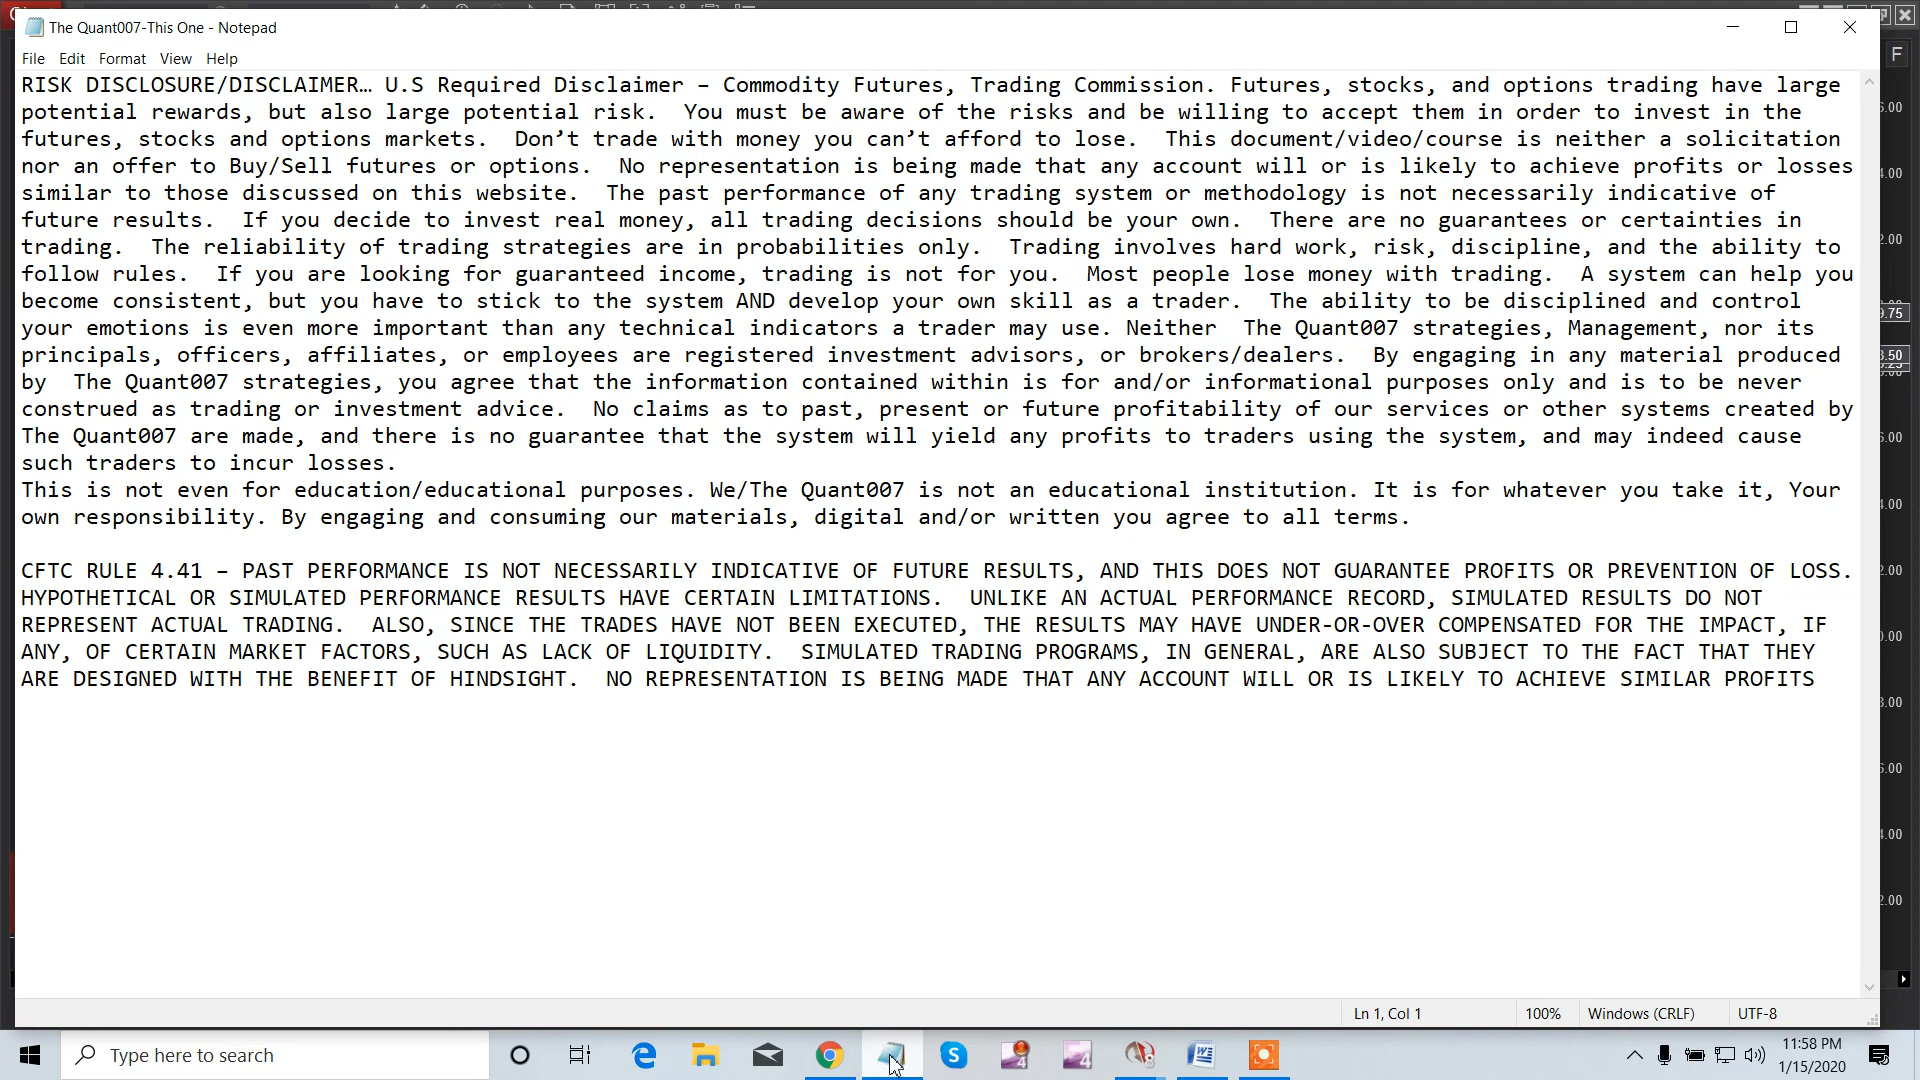 The Quant007-This One - Notepad
File Edit Format View Help
F
RISK DISCLOSURE/DISCLAIMER… U.S Required Disclaimer – Commodity Futures, Trading Commission. Futures, stocks, and options trading have large
potential rewards, but also large potential risk.  You must be aware of the risks and be willing to accept them in order to invest in the
futures, stocks and options markets.  Don’t trade with money you can’t afford to lose.  This document/video/course is neither a solicitation
nor an offer to Buy/Sell futures or options.  No representation is being made that any account will or is likely to achieve profits or losses
similar to those discussed on this website.  The past performance of any trading system or methodology is not necessarily indicative of
future results.  If you decide to invest real money, all trading decisions should be your own.  There are no guarantees or certainties in
trading.  The reliability of trading strategies are in probabilities only.  Trading involves hard work, risk, discipline, and the ability to
follow rules.  If you are looking for guaranteed income, trading is not for you.  Most people lose money with trading.  A system can help you
become consistent, but you have to stick to the system AND develop your own skill as a trader.  The ability to be disciplined and control
your emotions is even more important than any technical indicators a trader may use. Neither  The Quant007 strategies, Management, nor its
principals, officers, affiliates, or employees are registered investment advisors, or brokers/dealers.  By engaging in any material produced
by  The Quant007 strategies, you agree that the information contained within is for and/or informational purposes only and is to be never
construed as trading or investment advice.  No claims as to past, present or future profitability of our services or other systems created by
The Quant007 are made, and there is no guarantee that the system will yield any profits to traders using the system, and may indeed cause
such traders to incur losses.
This is not even for education/educational purposes. We/The Quant007 is not an educational institution. It is for whatever you take it, Your
own responsibility. By engaging and consuming our materials, digital and/or written you agree to all terms.
CFTC RULE 4.41 – PAST PERFORMANCE IS NOT NECESSARILY INDICATIVE OF FUTURE RESULTS, AND THIS DOES NOT GUARANTEE PROFITS OR PREVENTION OF LOSS.
HYPOTHETICAL OR SIMULATED PERFORMANCE RESULTS HAVE CERTAIN LIMITATIONS.  UNLIKE AN ACTUAL PERFORMANCE RECORD, SIMULATED RESULTS DO NOT
REPRESENT ACTUAL TRADING.  ALSO, SINCE THE TRADES HAVE NOT BEEN EXECUTED, THE RESULTS MAY HAVE UNDER-OR-OVER COMPENSATED FOR THE IMPACT, IF
ANY, OF CERTAIN MARKET FACTORS, SUCH AS LACK OF LIQUIDITY.  SIMULATED TRADING PROGRAMS, IN GENERAL, ARE ALSO SUBJECT TO THE FACT THAT THEY
ARE DESIGNED WITH THE BENEFIT OF HINDSIGHT.  NO REPRESENTATION IS BEING MADE THAT ANY ACCOUNT WILL OR IS LIKELY TO ACHIEVE SIMILAR PROFITS
Ln 1, Col 1 100% Windows (CRLF) UTF-8
Type here to search
11:58 PM
1/15/2020